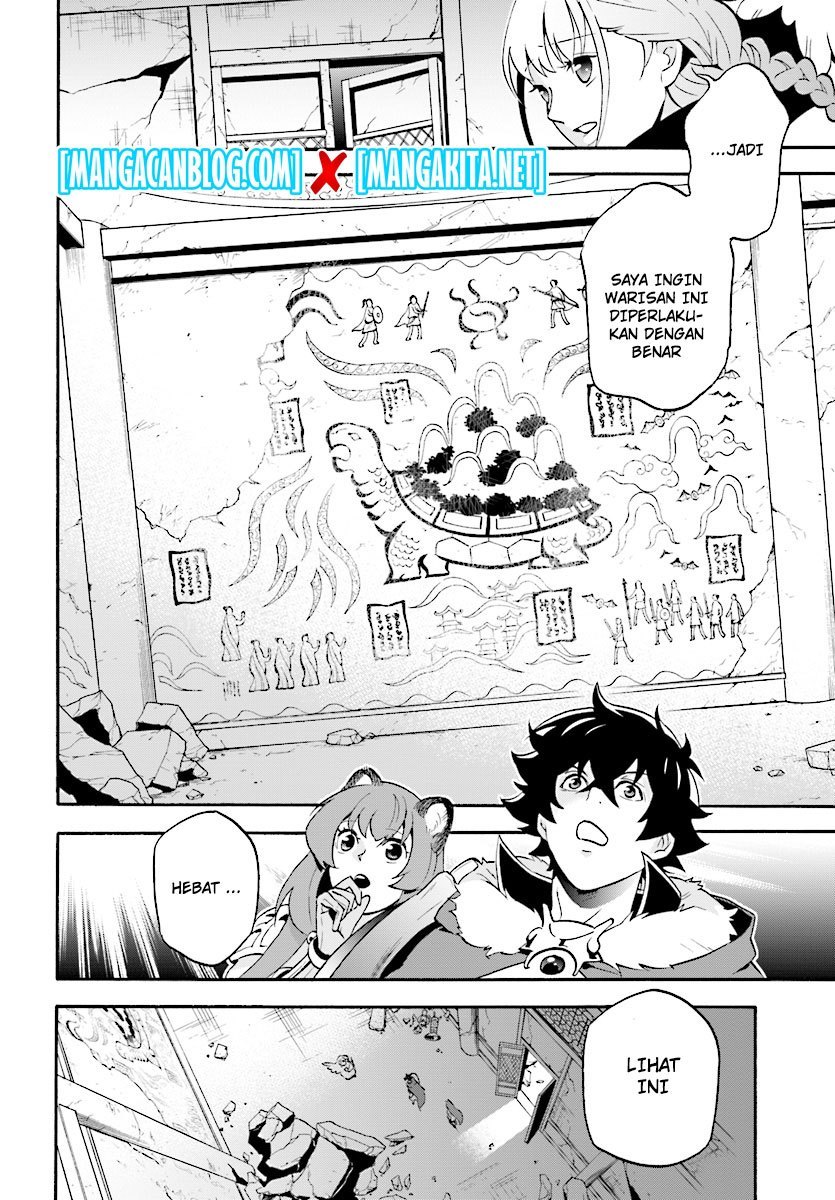 ...JADI
[MANGACANBLOG.COM] X [MANGAKITA.NET]
SAYA INGIN
WARISAN INI
DIPERLAKU-
KAN DENGAN
BENAR
HEBAT ...
LIHAT
INI